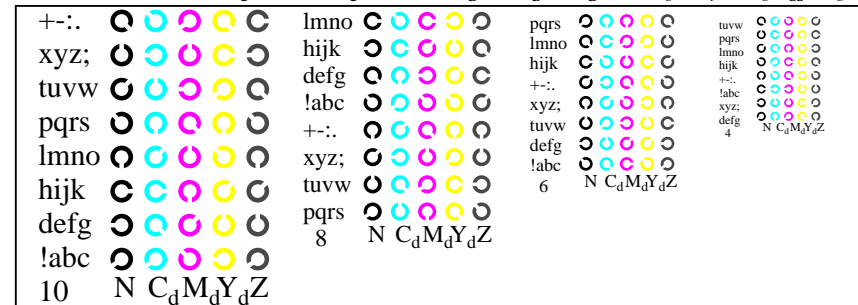 +-:.
xyz;
tuvw
pqrs
lmno
hijk
defg
!abc
10 N CdMdYdZ
lmno
hijk
defg
!abc
+-:.
xyz;
tuvw
pqrs
8 N CdMdYdZ
pqrs
lmno
hijk
+-:.
xyz;
tuvw
defg
!abc
6 N CdMdYdZ
tuvw
pqrs
lmno
hijk
+-:.
!abc
xyz;
defg
4 N CdMdYdZ